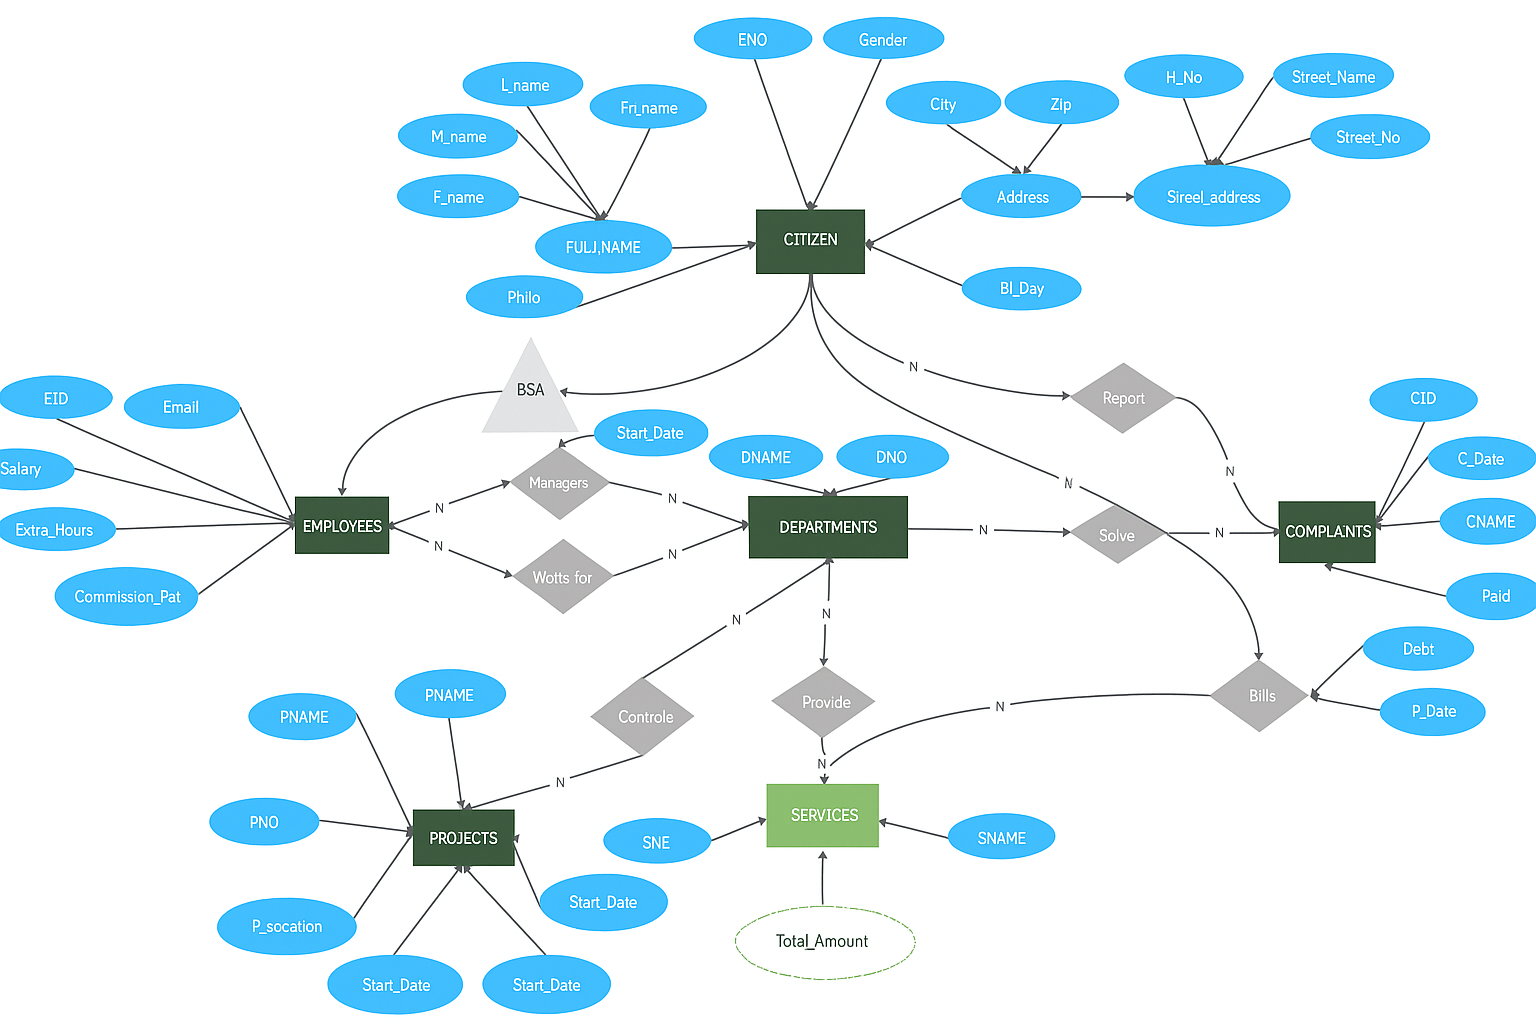 ENO
Gender
L_name
Fri_name
M_name
F_name
FULJ,NAME
Philo
City
Zip
H_No
Street_Name
Street_No
Address
Sireel_address
CITIZEN
Bl_Day
BSA
N
Report
EID
Email
Salary
Extra_Hours
Commission_Pat
EMPLOYEES
Start_Date
Managers
N
N
Wotts for
N
N
DNAME
DNO
DEPARTMENTS
N
N
Solve
N
N
COMPLAINTS
CID
C_Date
CNAME
Paid
Debt
P_Date
Bills
N
N
Controle
N
N
Provide
N
PNAME
PNAME
PNO
PROJECTS
P_socation
Start_Date
Start_Date
Start_Date
SERVICES
SNE
SNAME
Total_Amount